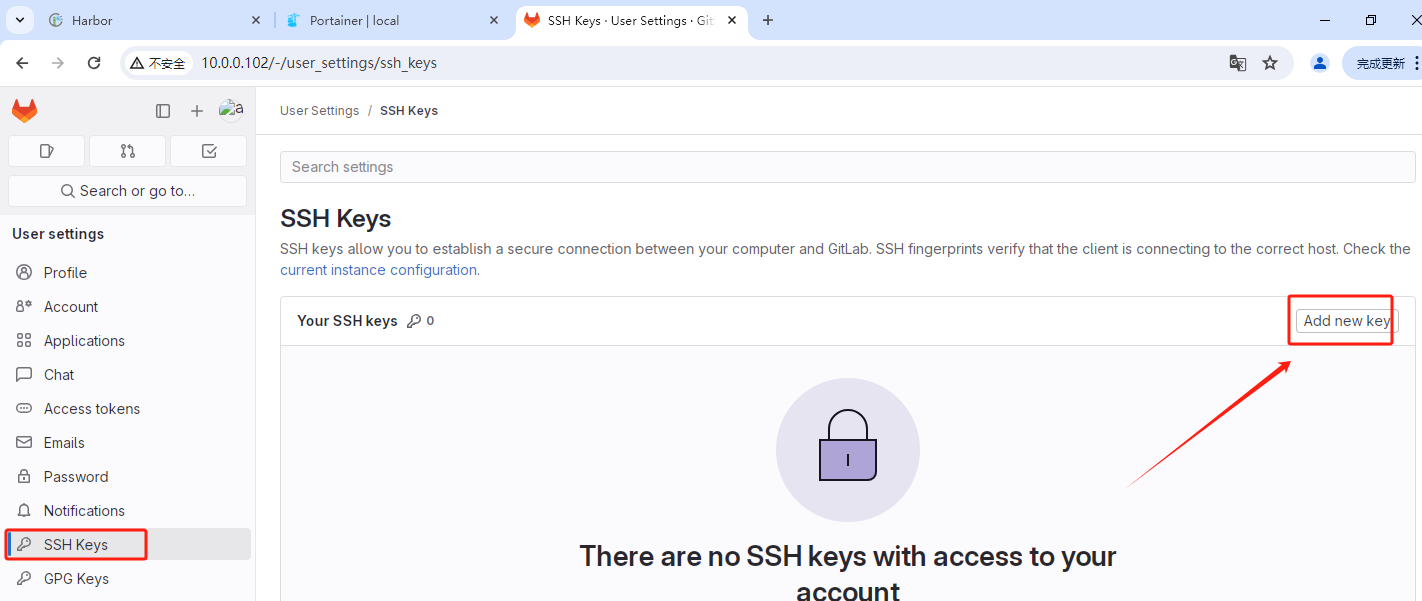 Harbor
Portainer | local
SSH Keys · User Settings · Git
不安全
10.0.0.102/-/user_settings/ssh_keys
完成更新
a
User Settings / SSH Keys
Search or go to…
Search settings
User settings
Profile
Account
Applications
Chat
Access tokens
Emails
Password
Notifications
SSH Keys
GPG Keys
SSH Keys
SSH keys allow you to establish a secure connection between your computer and GitLab. SSH fingerprints verify that the client is connecting to the correct host. Check the
current instance configuration.
Your SSH keys 0
Add new key
There are no SSH keys with access to your
account